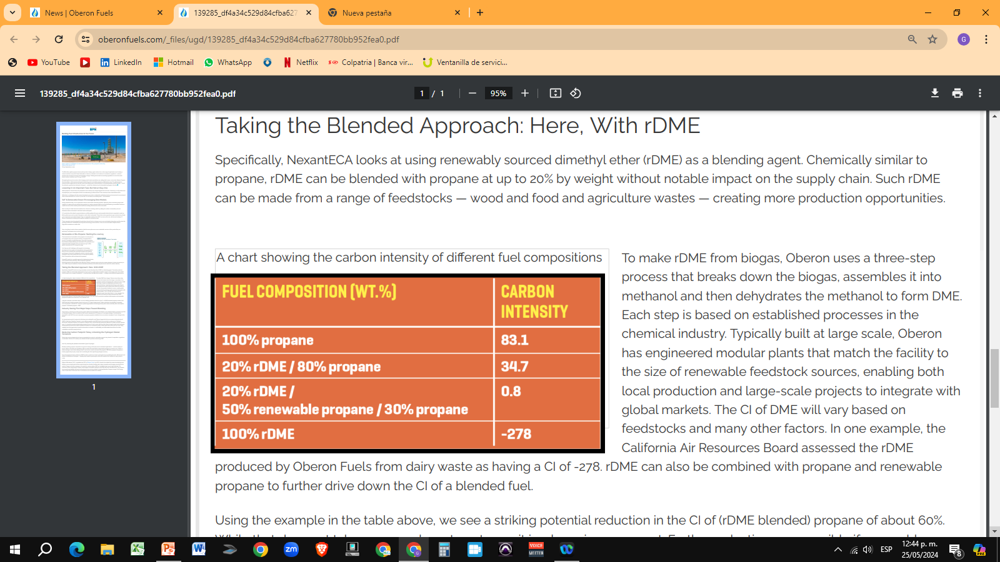 News | Oberon Fuels
139285_df4a34c529d84cfba627
Nueva pestaña
oberonfuels.com/_files/ugd/139285_df4a34c529d84cfba627780bb952fea0.pdf
G
YouTube
LinkedIn
Hotmail
WhatsApp
Netflix
Colpatria | Banca vir...
Ventanilla de servici...
139285_df4a34c529d84cfba627780bb952fea0.pdf
1 / 1
95%
Taking the Blended Approach: Here, With rDME
Specifically, NexantECA looks at using renewably sourced dimethyl ether (rDME) as a blending agent. Chemically similar to
propane, rDME can be blended with propane at up to 20% by weight without notable impact on the supply chain. Such rDME
can be made from a range of feedstocks — wood and food and agriculture wastes — creating more production opportunities.
A chart showing the carbon intensity of different fuel compositions
FUEL COMPOSITION (WT.%)
CARBON
INTENSITY
100% propane
83.1
20% rDME / 80% propane
34.7
20% rDME /
50% renewable propane / 30% propane
0.8
100% rDME
-278
To make rDME from biogas, Oberon uses a three-step
process that breaks down the biogas, assembles it into
methanol and then dehydrates the methanol to form DME.
Each step is based on established processes in the
chemical industry. Typically built at large scale, Oberon
has engineered modular plants that match the facility to
the size of renewable feedstock sources, enabling both
local production and large-scale projects to integrate with
global markets. The CI of DME will vary based on
feedstocks and many other factors. In one example, the
California Air Resources Board assessed the rDME
produced by Oberon Fuels from dairy waste as having a CI of -278. rDME can also be combined with propane and renewable
propane to further drive down the CI of a blended fuel.
Using the example in the table above, we see a striking potential reduction in the CI of (rDME blended) propane of about 60%.
1
zm
VOICE
MEETER
ESP
12:44 p. m.
25/05/2024
8
PRE